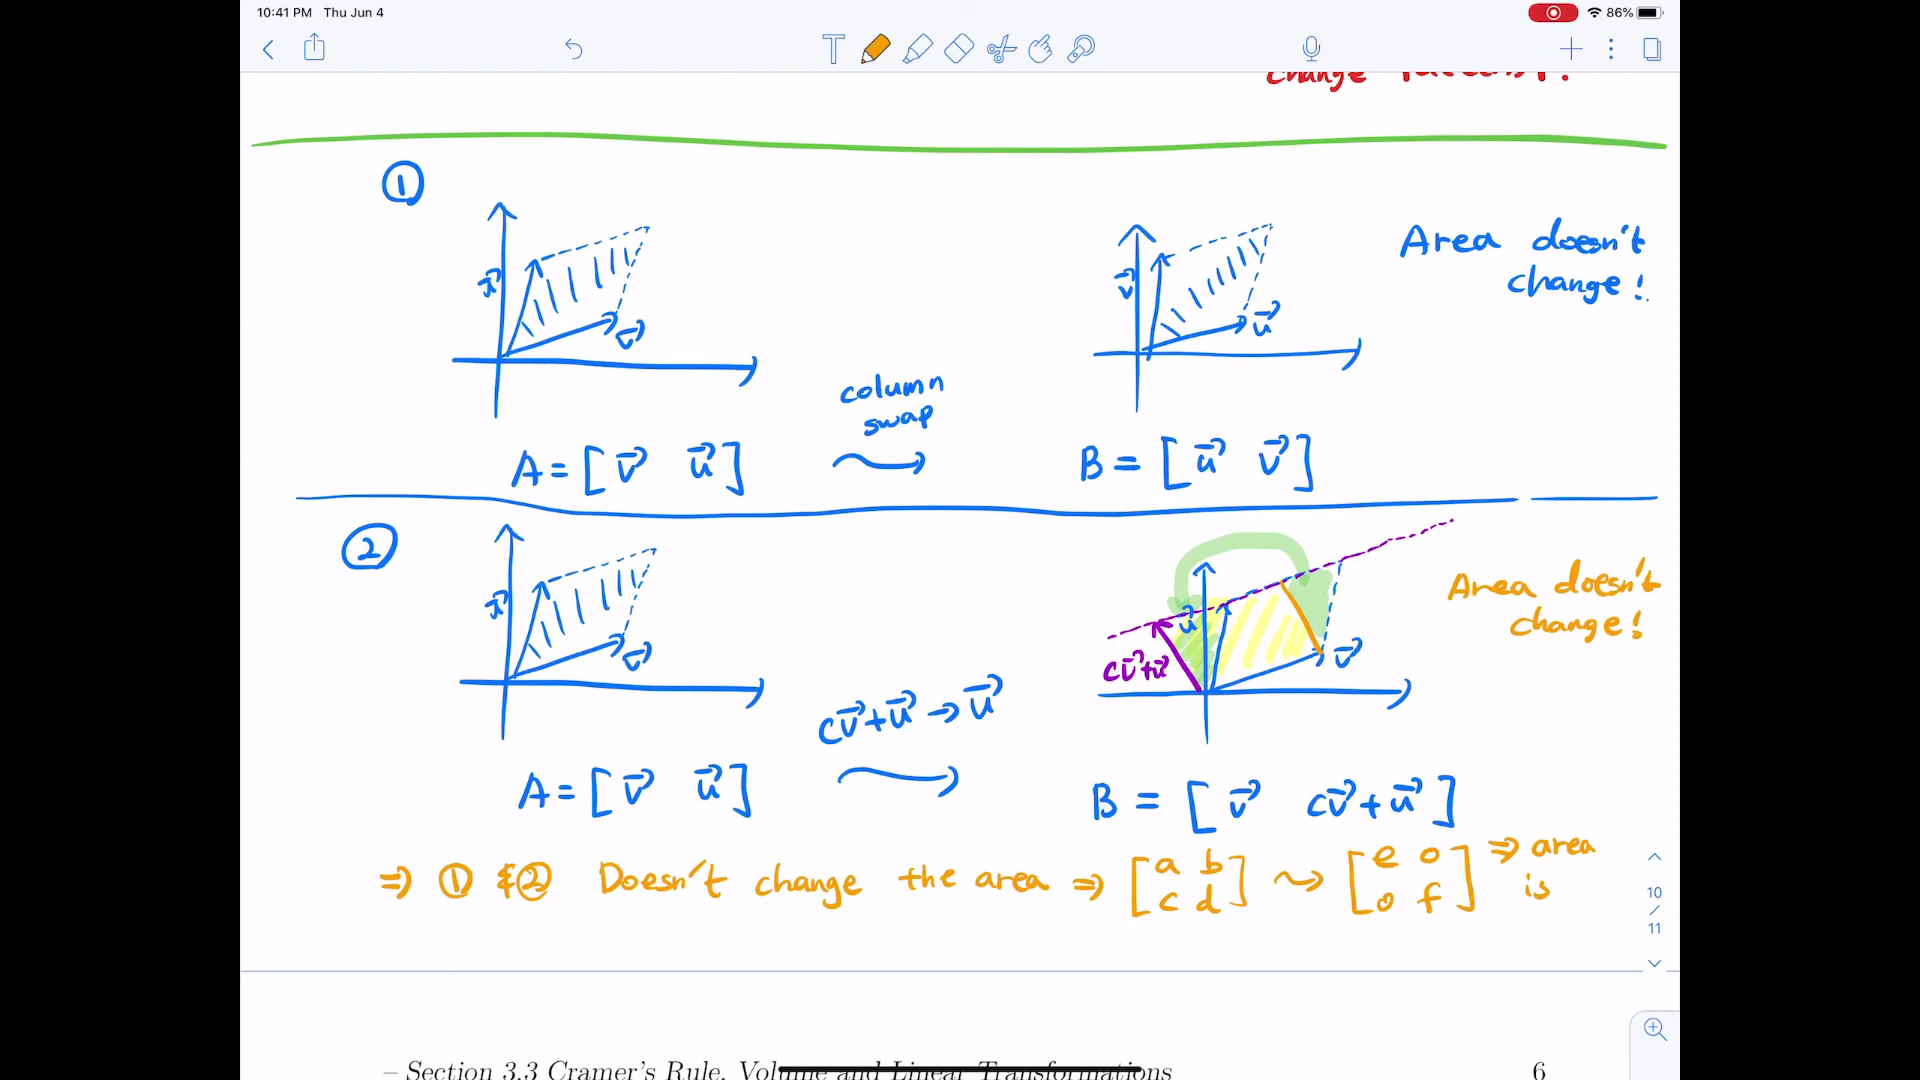 10:41 PM Thu Jun 4
86%
change
①
u⃗
v⃗
v⃗
u⃗
Area doesn't
change!
column
swap
A = [ v⃗ u⃗ ]
B = [ u⃗ v⃗ ]
②
u⃗
v⃗
u⃗
cv⃗+u⃗
v⃗
Area doesn't
change!
cv⃗+u⃗ → u⃗
A = [ v⃗ u⃗ ]
B = [ v⃗ cv⃗+u⃗ ]
⇒ ① & ② Doesn't change the area ⇒ [ a b ; c d ] ⇝ [ e 0 ; 0 f ] ⇒ area
is
10
/
11
– Section 3.3 Cramer's Rule, Volume and Linear Transformations
6